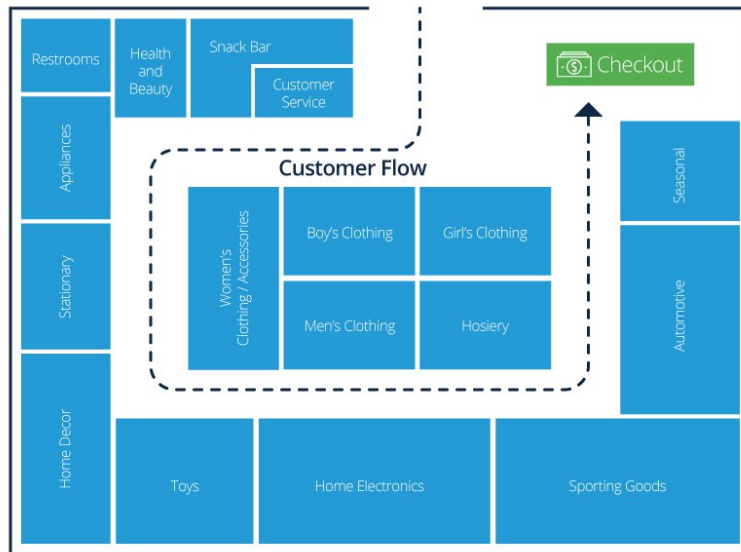 Restrooms
Health
and
Beauty
Snack Bar
Customer
Service
Checkout
Appliances
Customer Flow
Seasonal
Women's
Clothing / Accessories
Boy's Clothing
Girl's Clothing
Stationary
Men's Clothing
Hosiery
Automotive
Home Decor
Toys
Home Electronics
Sporting Goods